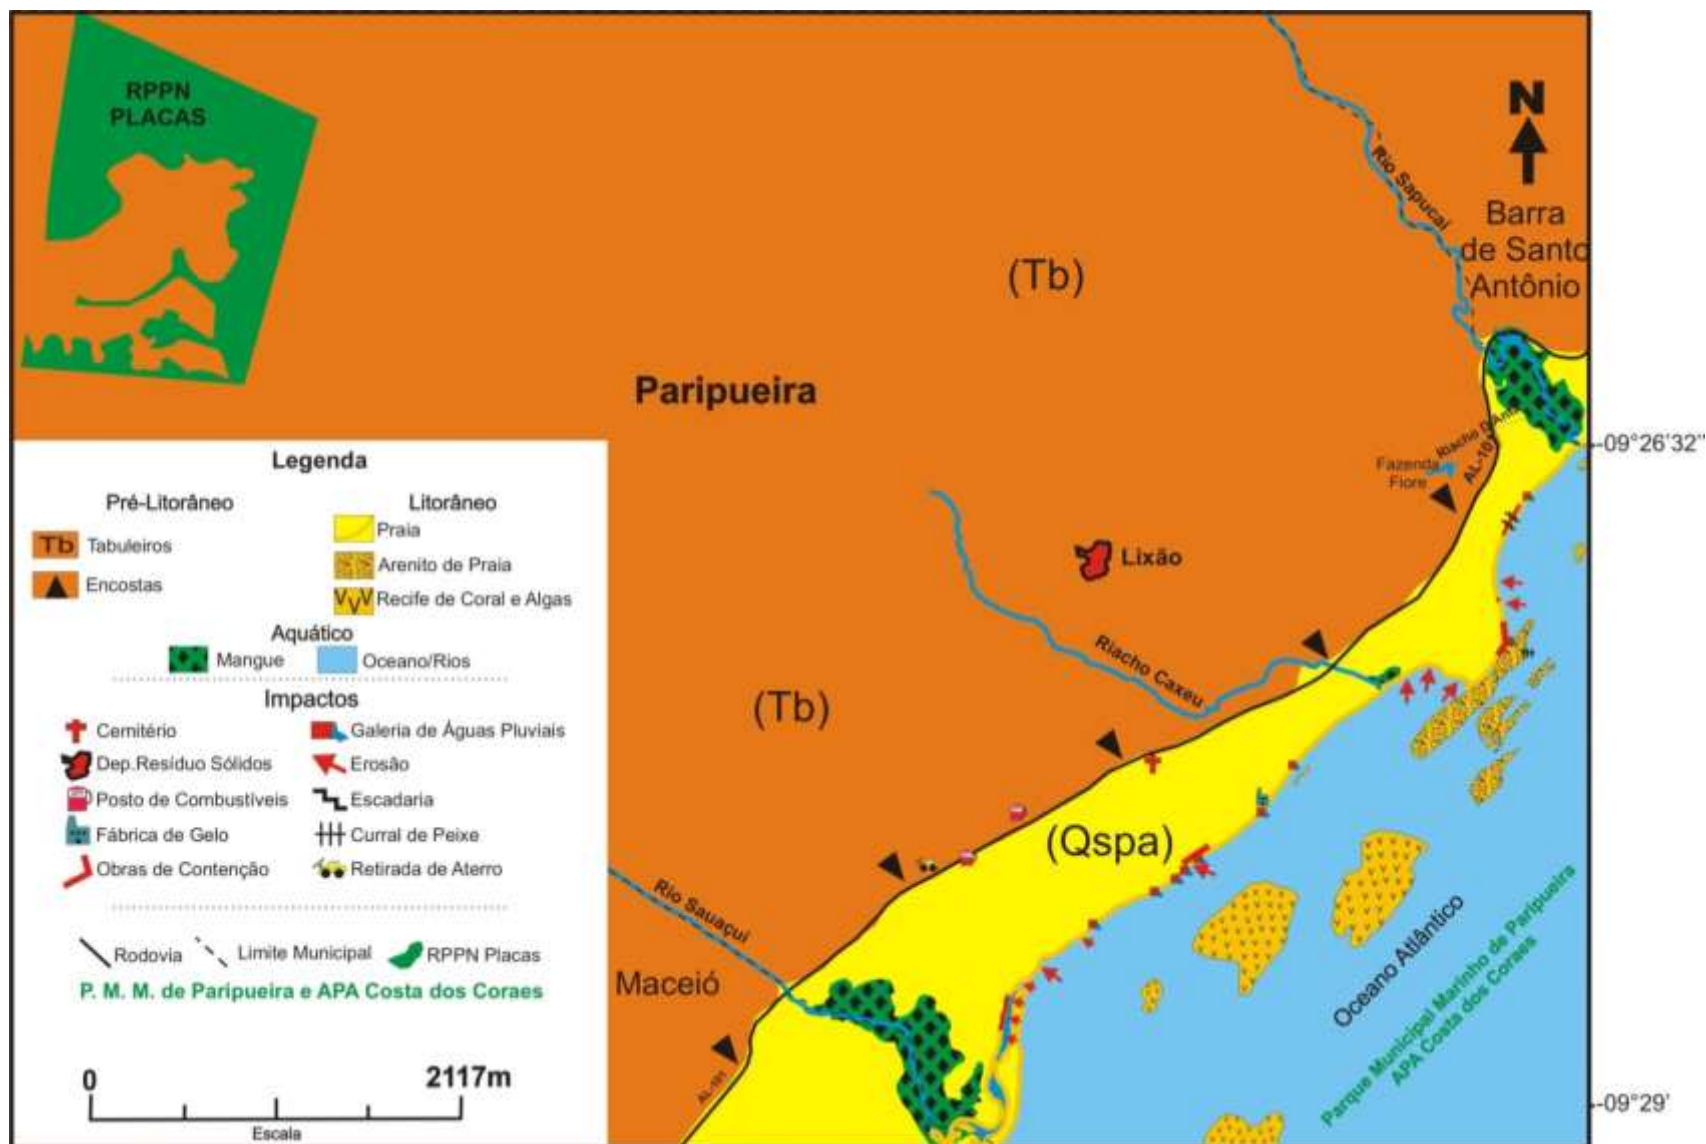 RPPN
PLACAS
N
Rio Sapucaí
Barra
de Santo
Antônio
(Tb)
Paripueira
-09°26'32"
AL-101
Fazenda
Fiore
Lixão
Riacho Caxeu
(Tb)
(Qspa)
Rio Sauaçuí
Maceió
AL-101
Oceano Atlântico
Parque Municipal Marinho de Paripueira
APA Costa dos Coraes
-09°29'
Legenda
Pré-Litorâneo
Tb Tabuleiros
Encostas
Litorâneo
Praia
Arenito de Praia
Recife de Coral e Algas
Aquático
Mangue
Oceano/Rios
Impactos
Cemitério
Dep.Resíduo Sólidos
Posto de Combustíveis
Fábrica de Gelo
Obras de Contenção
Galeria de Águas Pluviais
Erosão
Escadaria
Curral de Peixe
Retirada de Aterro
Rodovia
Limite Municipal
RPPN Placas
P. M. M. de Paripueira e APA Costa dos Coraes
0
2117m
Escala